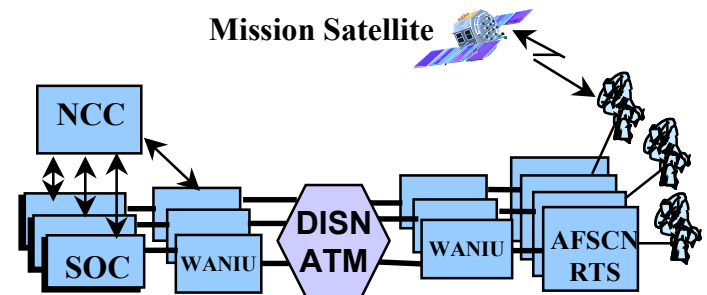 Mission Satellite
NCC
SOC
WANIU
DISN
ATM
WANIU
AFSCN
RTS